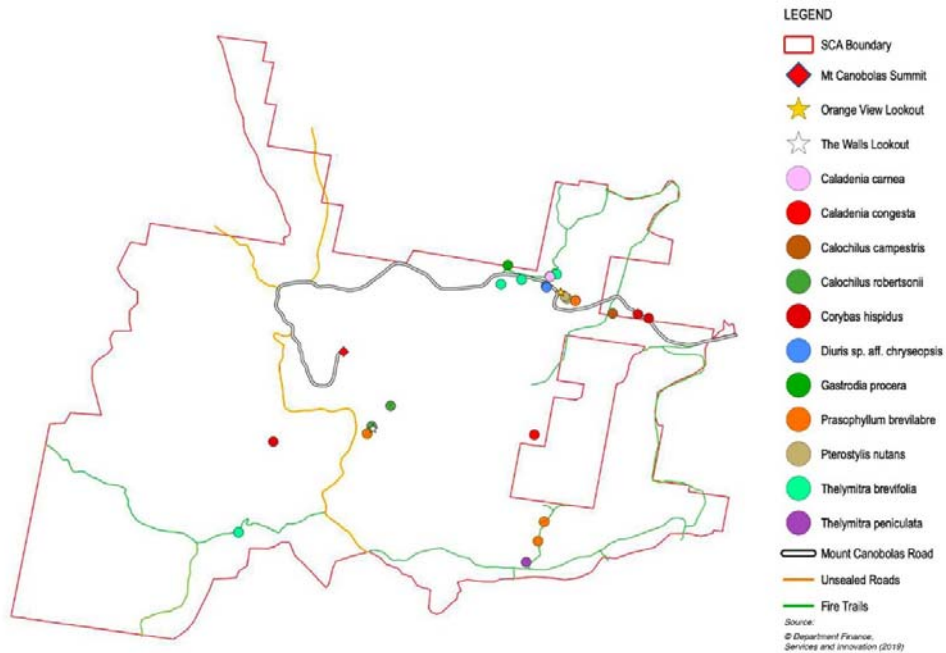 LEGEND
SCA Boundary
Mt Canobolas Summit
Orange View Lookout
The Walls Lookout
Caladenia carnea
Caladenia congesta
Calochilus campestris
Calochilus robertsonii
Corybas hispidus
Diuris sp. aff. chryseopsis
Gastrodia procera
Prasophyllum brevilabre
Pterostylis nutans
Thelymitra brevifolia
Thelymitra peniculata
Mount Canobolas Road
Unsealed Roads
Fire Trails
Source:
© Department Finance,
Services and Innovation (2019)